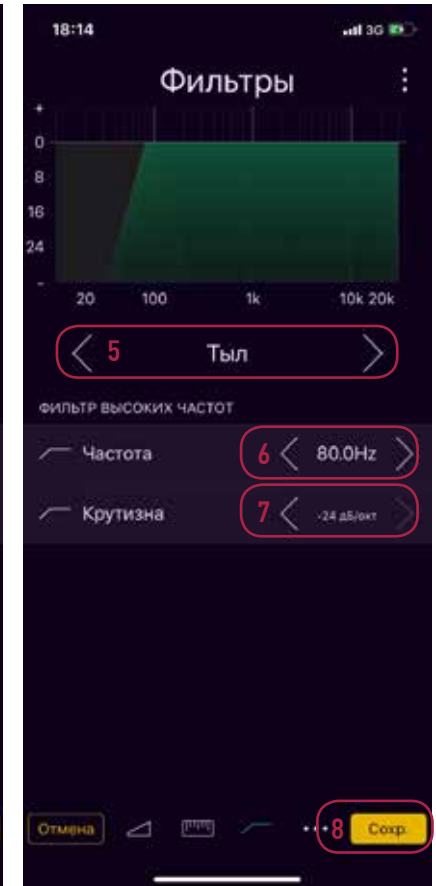 18:14 3G
Фильтры
+
0
8
16
24
-
20 100 1k 10k 20k
5 Тыл
ФИЛЬТР ВЫСОКИХ ЧАСТОТ
Частота 6 80.0Hz
Крутизна 7 -24 дБ/окт
Отмена 8 Сохр.